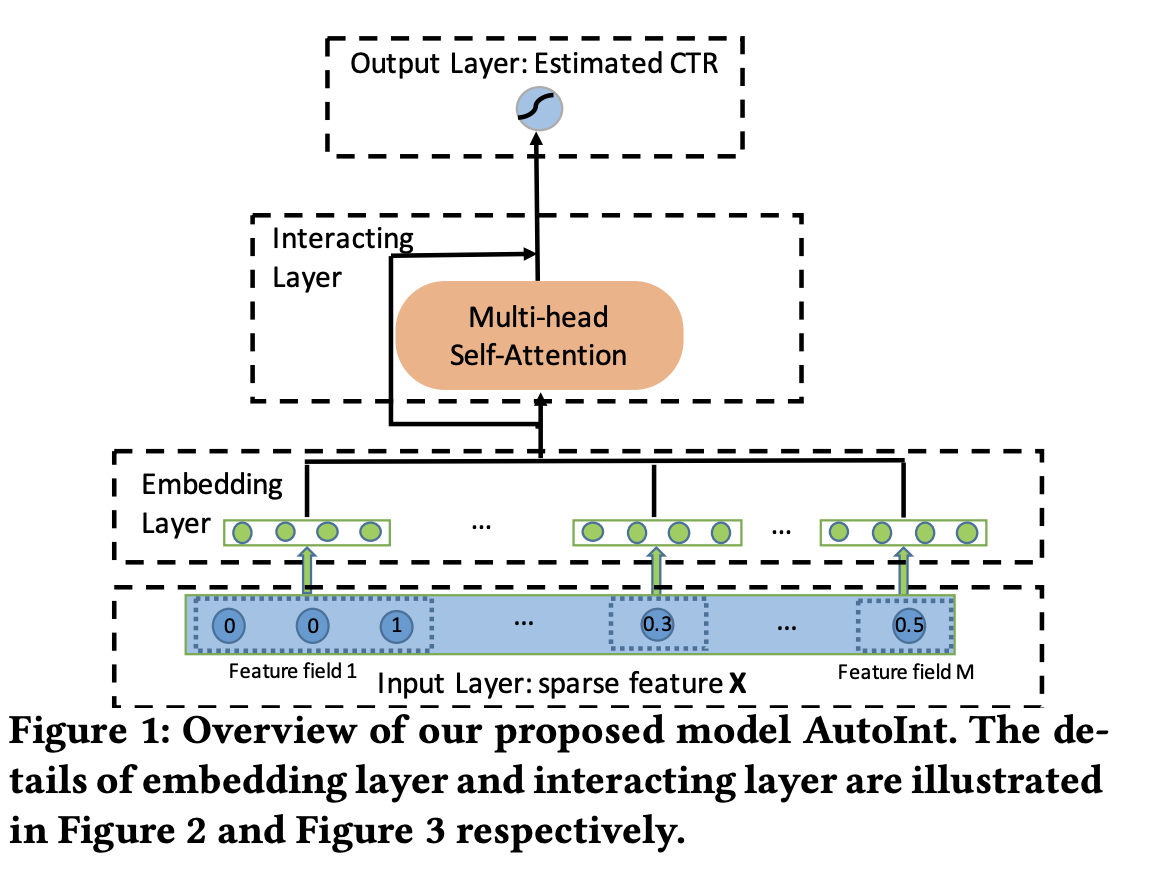 Output Layer: Estimated CTR
Interacting
Layer
Multi-head
Self-Attention
Embedding
Layer
... ...
0 0 1 ... 0.3 ... 0.5
Feature field 1
Feature field M
Input Layer: sparse feature X
Figure 1: Overview of our proposed model AutoInt. The de-
tails of embedding layer and interacting layer are illustrated
in Figure 2 and Figure 3 respectively.